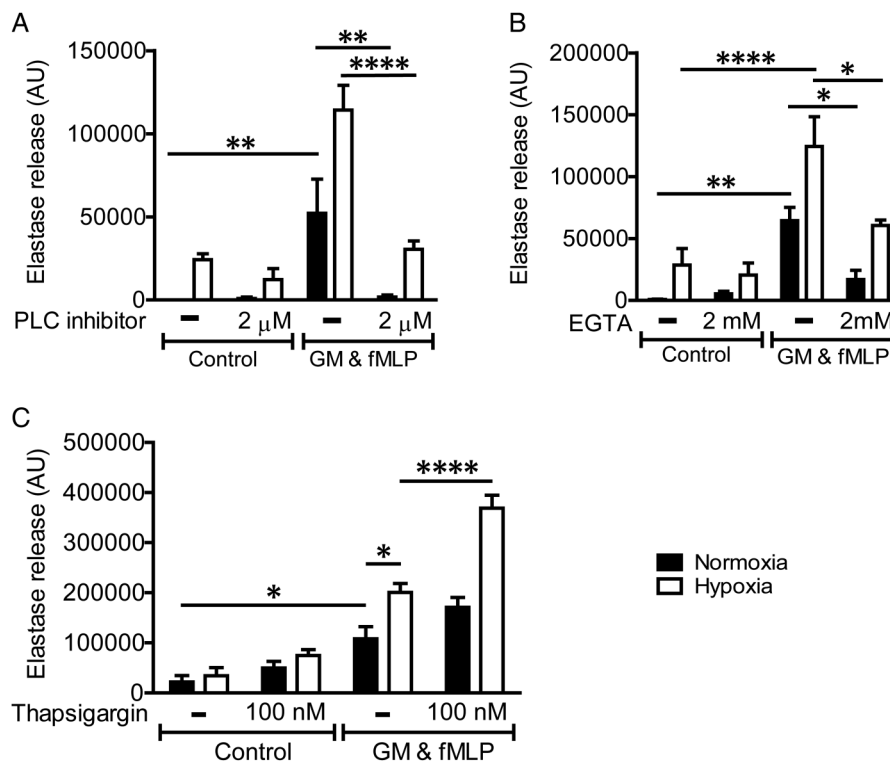 A
Elastase release (AU)
150000
100000
50000
0
**
**
****
PLC inhibitor - 2 μM - 2 μM
Control GM & fMLP
B
Elastase release (AU)
200000
150000
100000
50000
0
****
*
*
**
EGTA - 2 mM - 2mM
Control GM & fMLP
C
Elastase release (AU)
500000
400000
300000
200000
100000
0
****
*
*
Thapsigargin - 100 nM - 100 nM
Control GM & fMLP
Normoxia
Hypoxia